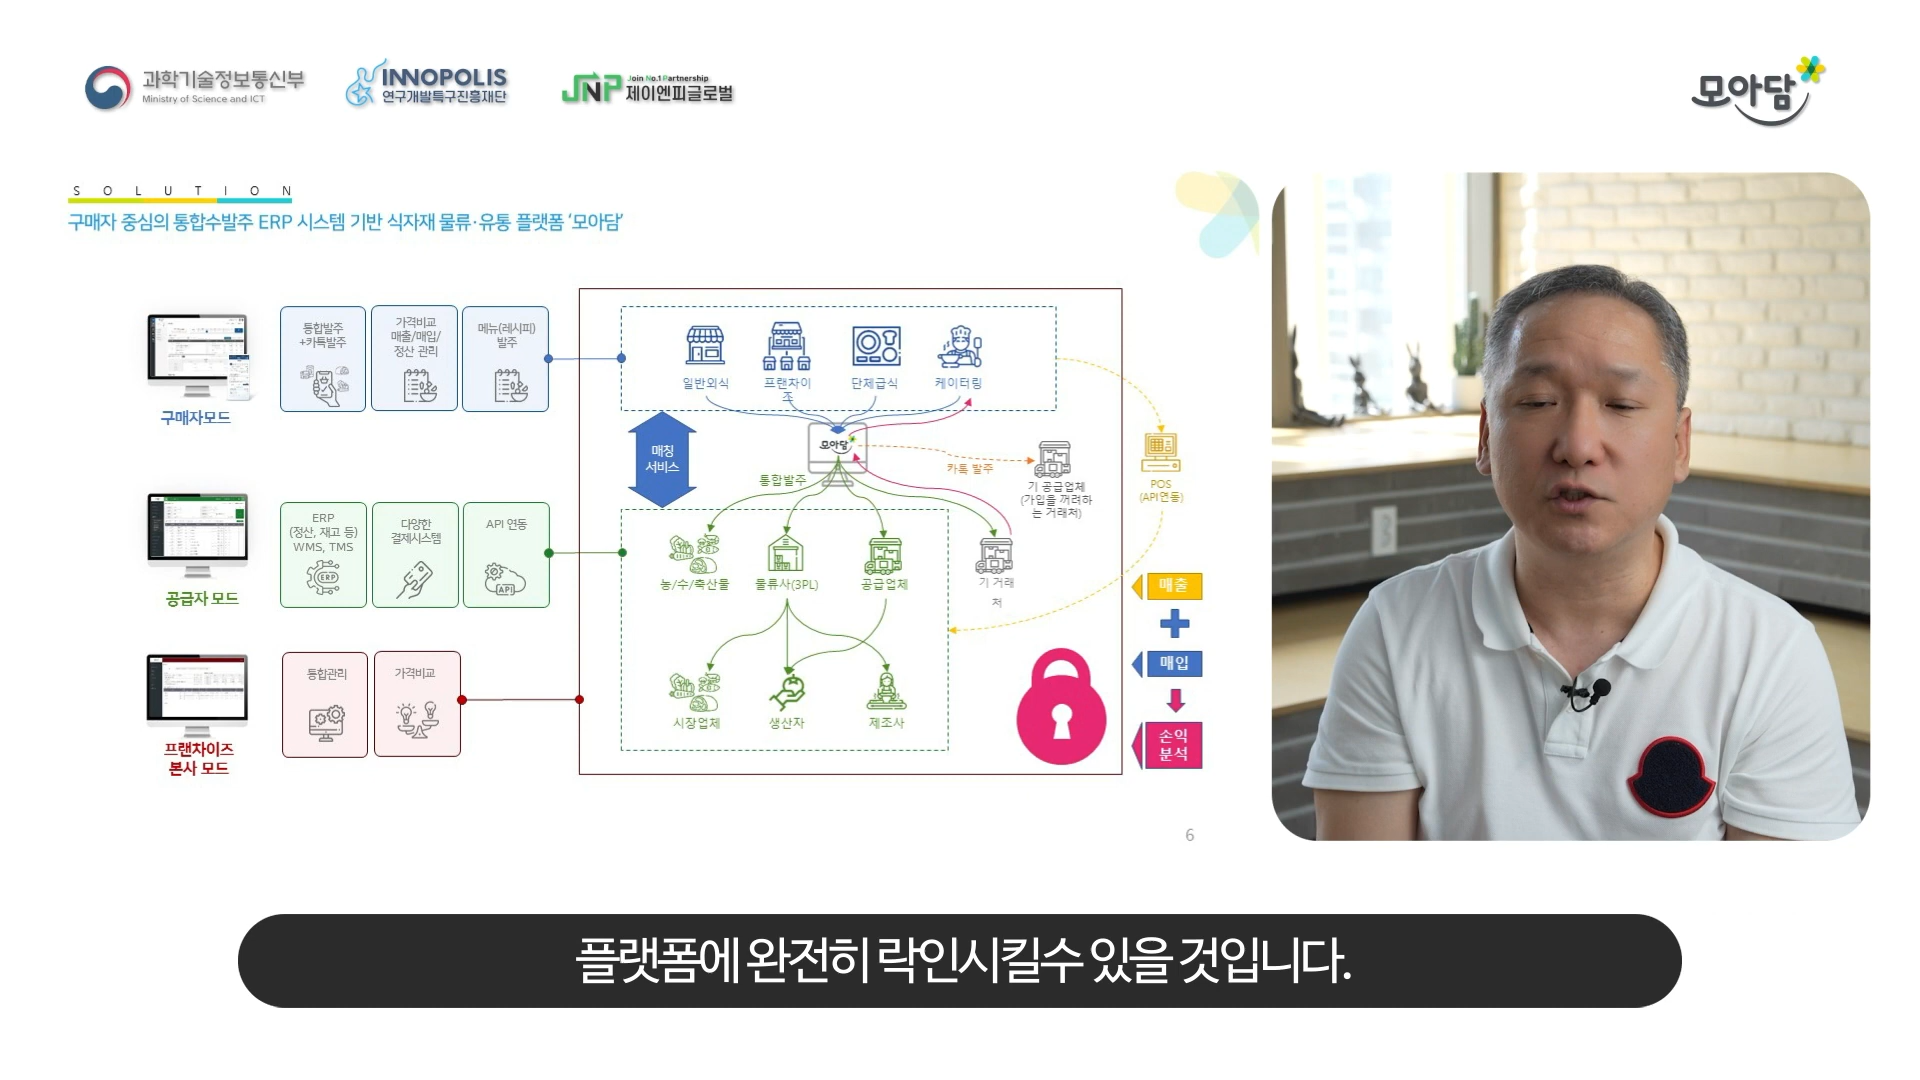 과학기술정보통신부
Ministry of Science and ICT
INNOPOLIS
연구개발특구진흥재단
JNP
Join No.1 Partnership
제이엔피글로벌
모아담
SOLUTION
구매자 중심의 통합수발주 ERP 시스템 기반 식자재 물류·유통 플랫폼 ‘모아담’
구매자모드
통합발주
+카톡발주
가격비교
매출/매입/
정산 관리
메뉴(레시피)
발주
일반외식
프랜차이
조
단체급식
케이터링
매칭
서비스
모아담
통합발주
카톡 발주
기 공급업체
(가입을 꺼려하
는 거래처)
POS
(API연동)
공급자 모드
ERP
(정산, 재고 등)
WMS, TMS
ERP
다양한
결제시스템
API 연동
API
농/수/축산물
물류사(3PL)
공급업체
기 거래
처
시장업체
생산자
제조사
프랜차이즈
본사 모드
통합관리
가격비교
매출
매입
손익
분석
6
플랫폼에 완전히 락인시킬수 있을 것입니다.